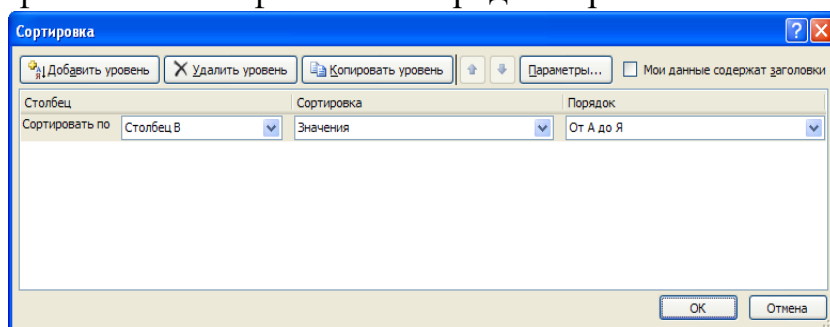 Сортировка
Добавить уровень Удалить уровень Копировать уровень Параметры... Мои данные содержат заголовки
Столбец Сортировка Порядок
Сортировать по Столбец B Значения От А до Я
ОК Отмена